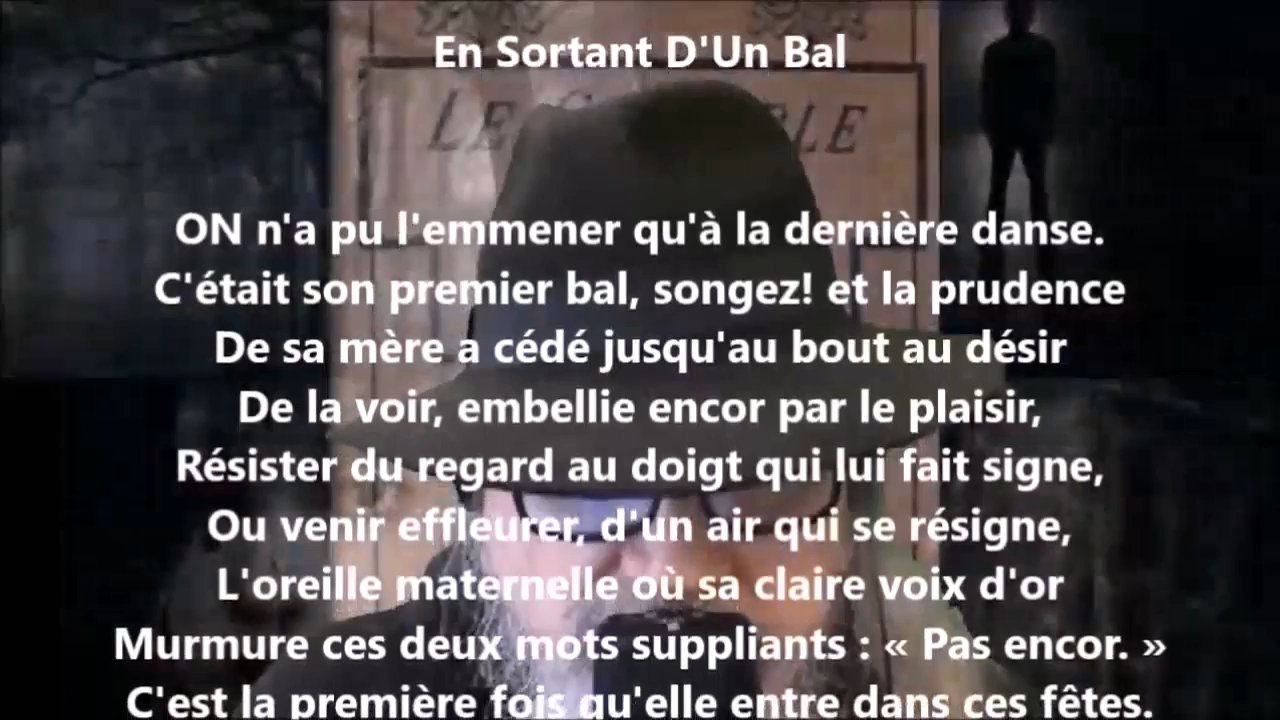 En Sortant D'Un Bal
LE
ON n'a pu l'emmener qu'à la dernière danse.
C'était son premier bal, songez! et la prudence
De sa mère a cédé jusqu'au bout au désir
De la voir, embellie encor par le plaisir,
Résister du regard au doigt qui lui fait signe,
Ou venir effleurer, d'un air qui se résigne,
L'oreille maternelle où sa claire voix d'or
Murmure ces deux mots suppliants : « Pas encor. »
C'est la première fois qu'elle entre dans ces fêtes.